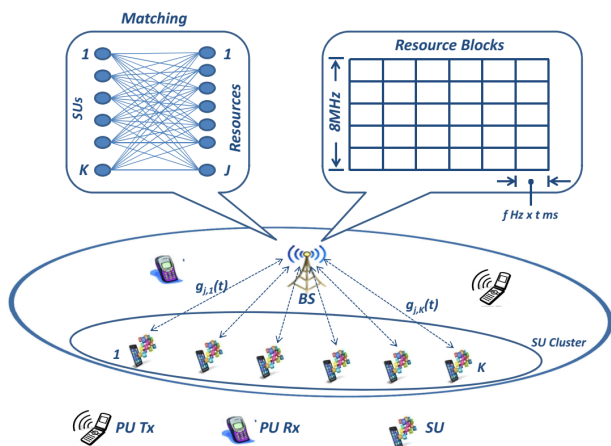 Matching
1
1
SUs
Resources
K
J
Resource Blocks
8MHz
f Hz x t ms
BS
g_{j,1}(t)
g_{j,K}(t)
1
K
SU Cluster
PU Tx
PU Rx
SU